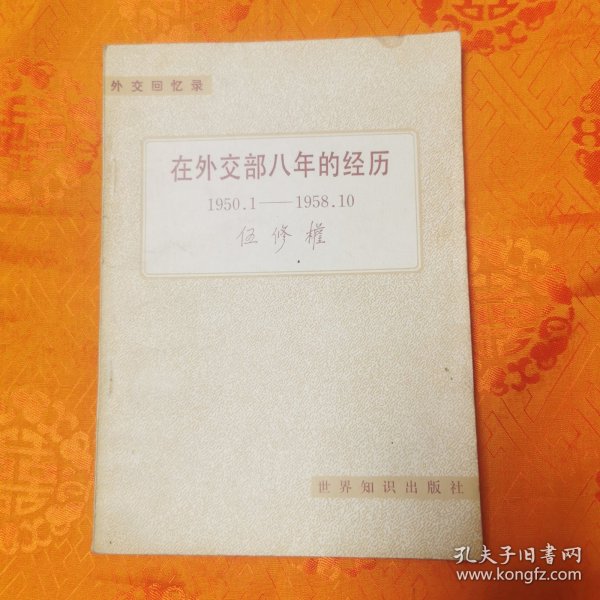 外交回忆录
在外交部八年的经历
1950.1——1958.10
伍修權
世界知识出版社
孔夫子旧书网
www.kongfz.com